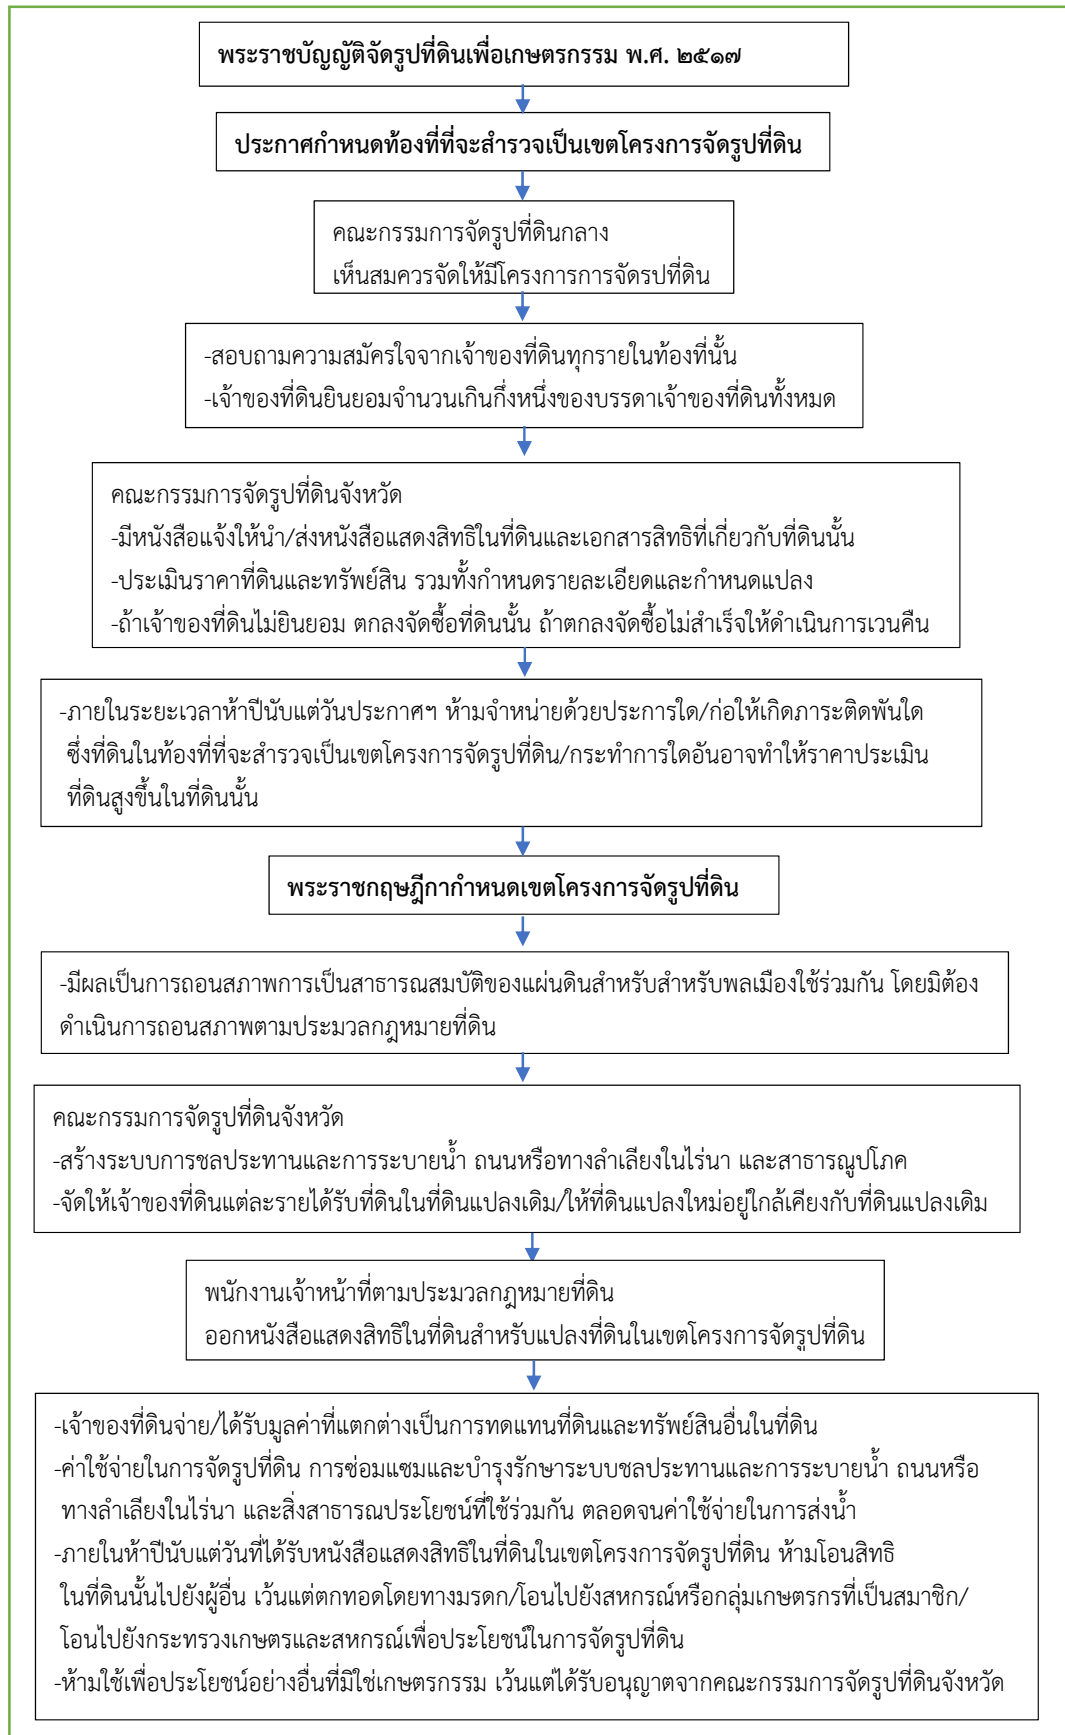 พระราชบัญญัติจัดรูปที่ดินเพื่อเกษตรกรรม พ.ศ. ๒๕๑๗
ประกาศกำหนดท้องที่ที่จะสำรวจเป็นเขตโครงการจัดรูปที่ดิน
คณะกรรมการจัดรูปที่ดินกลาง
เห็นสมควรจัดให้มีโครงการการจัดรปที่ดิน
-สอบถามความสมัครใจจากเจ้าของที่ดินทุกรายในท้องที่นั้น
-เจ้าของที่ดินยินยอมจำนวนเกินกึ่งหนึ่งของบรรดาเจ้าของที่ดินทั้งหมด
คณะกรรมการจัดรูปที่ดินจังหวัด
-มีหนังสือแจ้งให้นำ/ส่งหนังสือแสดงสิทธิในที่ดินและเอกสารสิทธิที่เกี่ยวกับที่ดินนั้น
-ประเมินราคาที่ดินและทรัพย์สิน รวมทั้งกำหนดรายละเอียดและกำหนดแปลง
-ถ้าเจ้าของที่ดินไม่ยินยอม ตกลงจัดซื้อที่ดินนั้น ถ้าตกลงจัดซื้อไม่สำเร็จให้ดำเนินการเวนคืน
-ภายในระยะเวลาห้าปีนับแต่วันประกาศฯ ห้ามจำหน่ายด้วยประการใด/ก่อให้เกิดภาระติดพันใด
ซึ่งที่ดินในท้องที่ที่จะสำรวจเป็นเขตโครงการจัดรูปที่ดิน/กระทำการใดอันอาจทำให้ราคาประเมิน
ที่ดินสูงขึ้นในที่ดินนั้น
พระราชกฤษฎีกากำหนดเขตโครงการจัดรูปที่ดิน
-มีผลเป็นการถอนสภาพการเป็นสาธารณสมบัติของแผ่นดินสำหรับสำหรับพลเมืองใช้ร่วมกัน โดยมิต้อง
ดำเนินการถอนสภาพตามประมวลกฎหมายที่ดิน
คณะกรรมการจัดรูปที่ดินจังหวัด
-สร้างระบบการชลประทานและการระบายน้ำ ถนนหรือทางลำเลียงในไร่นา และสาธารณูปโภค
-จัดให้เจ้าของที่ดินแต่ละรายได้รับที่ดินในที่ดินแปลงเดิม/ให้ที่ดินแปลงใหม่อยู่ใกล้เคียงกับที่ดินแปลงเดิม
พนักงานเจ้าหน้าที่ตามประมวลกฎหมายที่ดิน
ออกหนังสือแสดงสิทธิในที่ดินสำหรับแปลงที่ดินในเขตโครงการจัดรูปที่ดิน
-เจ้าของที่ดินจ่าย/ได้รับมูลค่าที่แตกต่างเป็นการทดแทนที่ดินและทรัพย์สินอื่นในที่ดิน
-ค่าใช้จ่ายในการจัดรูปที่ดิน การซ่อมแซมและบำรุงรักษาระบบชลประทานและการระบายน้ำ ถนนหรือ
ทางลำเลียงในไร่นา และสิ่งสาธารณประโยชน์ที่ใช้ร่วมกัน ตลอดจนค่าใช้จ่ายในการส่งน้ำ
-ภายในห้าปีนับแต่วันที่ได้รับหนังสือแสดงสิทธิในที่ดินในเขตโครงการจัดรูปที่ดิน ห้ามโอนสิทธิ
ในที่ดินนั้นไปยังผู้อื่น เว้นแต่ตกทอดโดยทางมรดก/โอนไปยังสหกรณ์หรือกลุ่มเกษตรกรที่เป็นสมาชิก/
โอนไปยังกระทรวงเกษตรและสหกรณ์เพื่อประโยชน์ในการจัดรูปที่ดิน
-ห้ามใช้เพื่อประโยชน์อย่างอื่นที่มิใช่เกษตรกรรม เว้นแต่ได้รับอนุญาตจากคณะกรรมการจัดรูปที่ดินจังหวัด